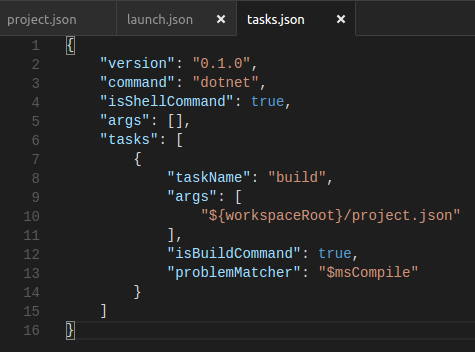 project.json launch.json × tasks.json ×
1 {
2 "version": "0.1.0",
3 "command": "dotnet",
4 "isShellCommand": true,
5 "args": [],
6 "tasks": [
7 {
8 "taskName": "build",
9 "args": [
10 "${workspaceRoot}/project.json"
11 ],
12 "isBuildCommand": true,
13 "problemMatcher": "$msCompile"
14 }
15 ]
16 }